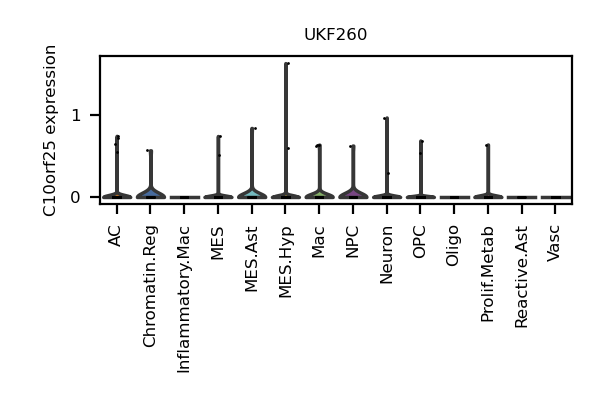 UKF260
C10orf25 expression
1
0
AC
Chromatin.Reg
Inflammatory.Mac
MES
MES.Ast
MES.Hyp
Mac
NPC
Neuron
OPC
Oligo
Prolif.Metab
Reactive.Ast
Vasc